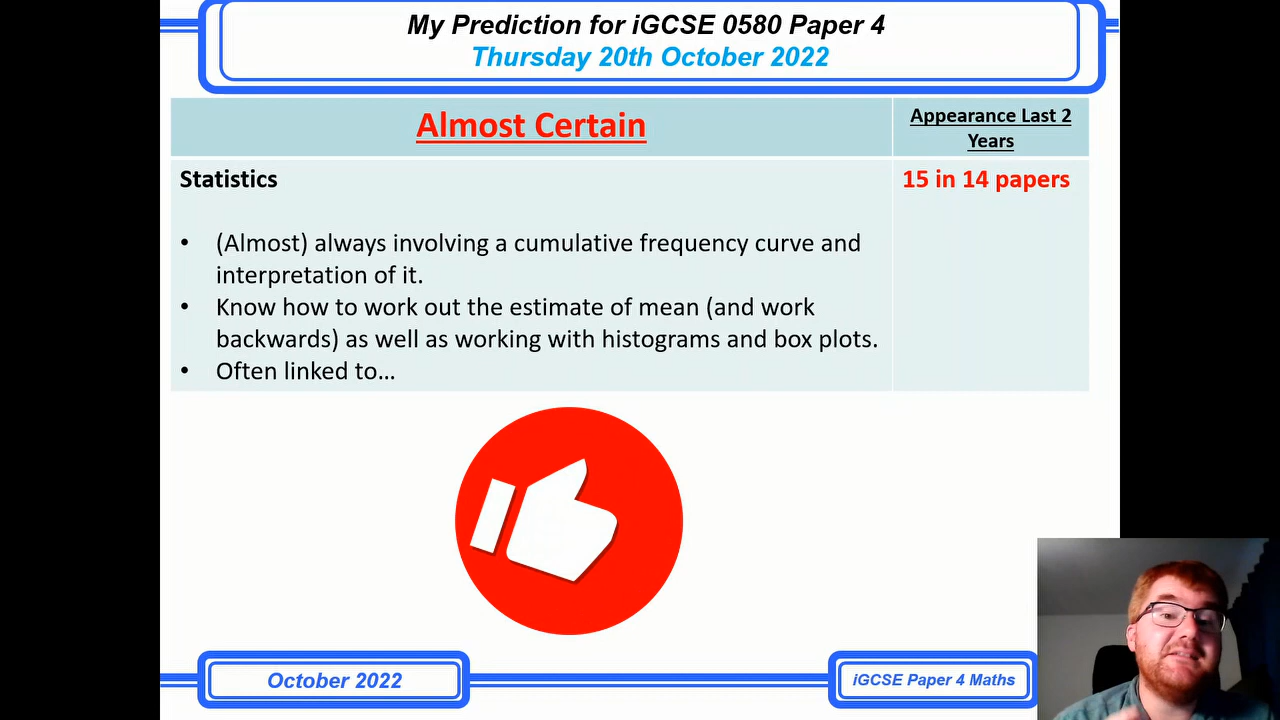 My Prediction for iGCSE 0580 Paper 4
Thursday 20th October 2022
Almost Certain
Appearance Last 2
Years
Statistics
15 in 14 papers
• (Almost) always involving a cumulative frequency curve and
interpretation of it.
• Know how to work out the estimate of mean (and work
backwards) as well as working with histograms and box plots.
• Often linked to…
October 2022
iGCSE Paper 4 Maths